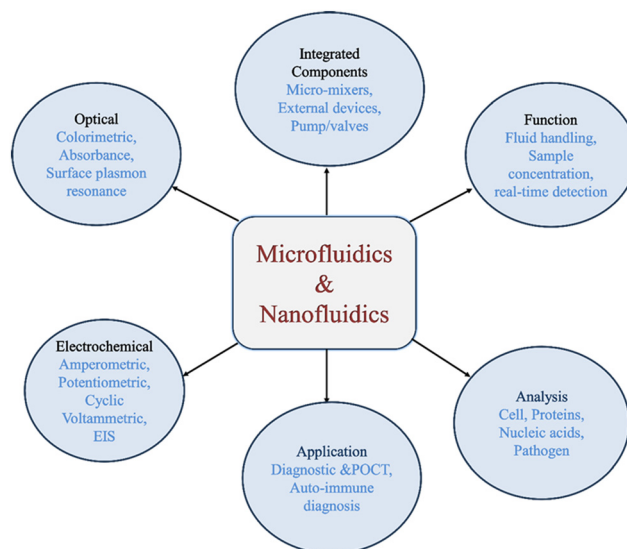 Integrated
Components
Micro-mixers,
External devices,
Pump/valves
Optical
Colorimetric,
Absorbance,
Surface plasmon
resonance
Function
Fluid handling,
Sample
concentration,
real-time detection
Microfluidics
&
Nanofluidics
Electrochemical
Amperometric,
Potentiometric,
Cyclic
Voltammetric,
EIS
Application
Diagnostic &POCT,
Auto-immune
diagnosis
Analysis
Cell, Proteins,
Nucleic acids,
Pathogen